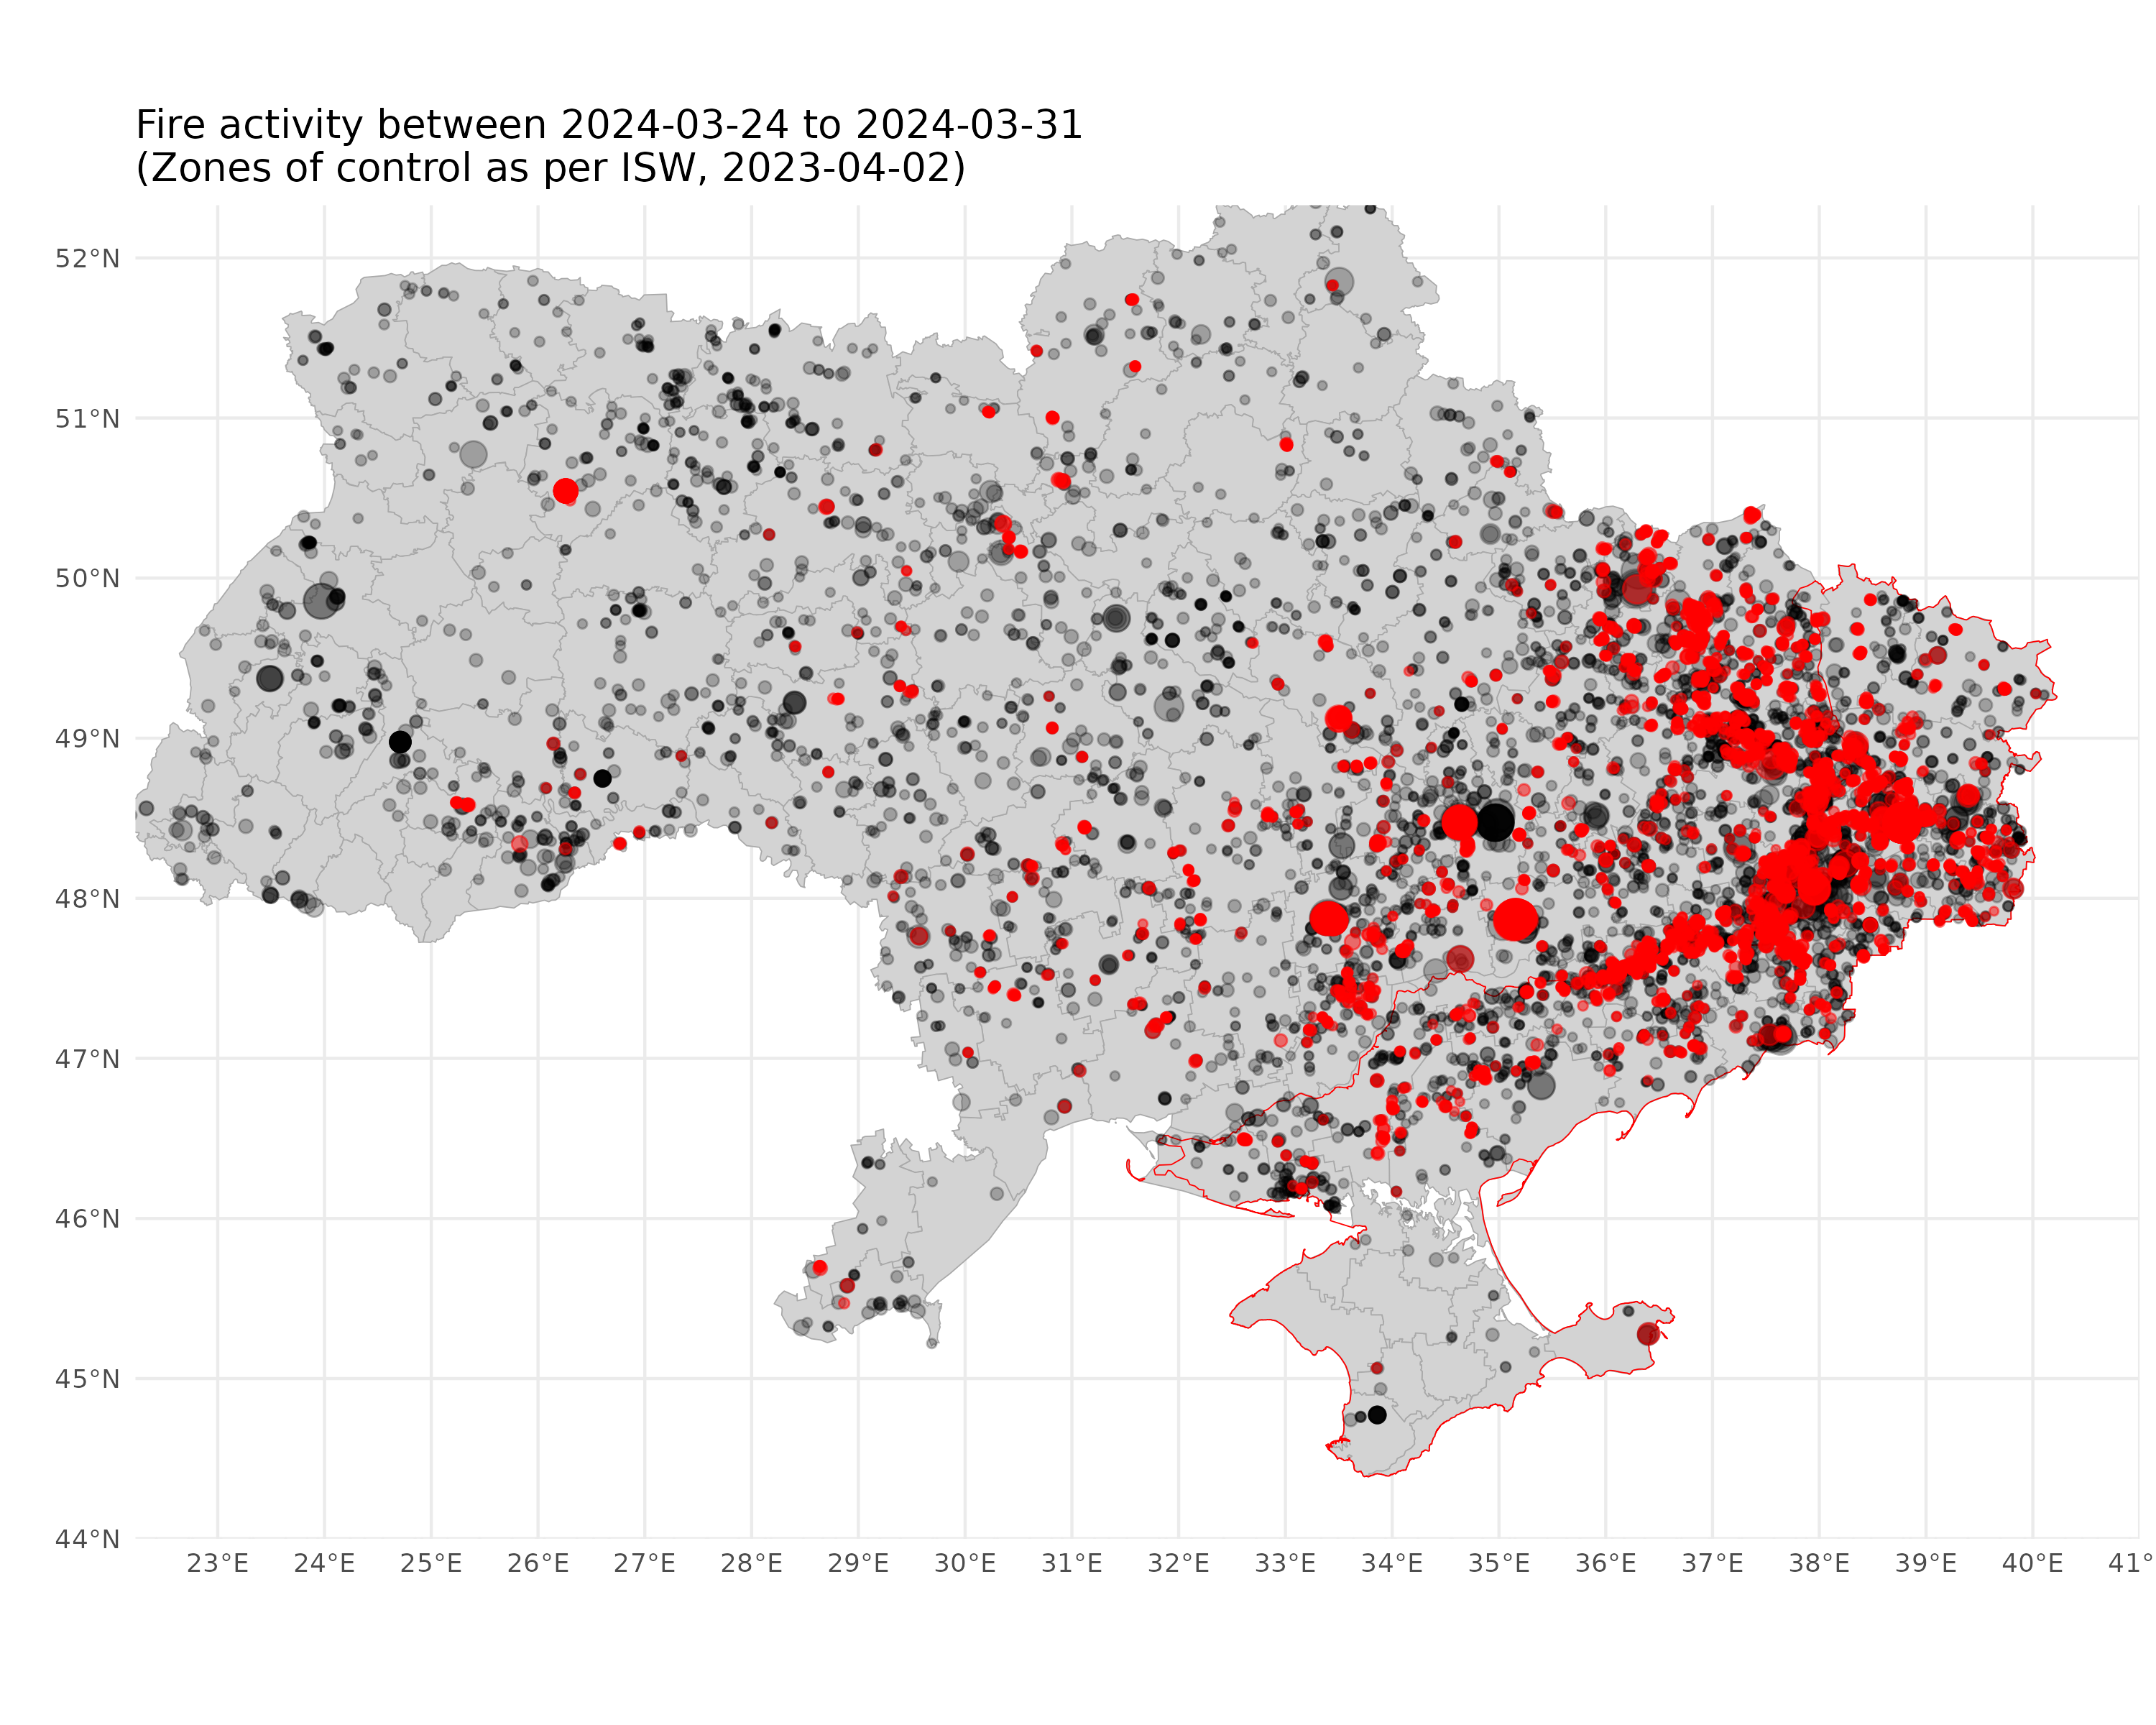 Fire activity between 2024-03-24 to 2024-03-31
(Zones of control as per ISW, 2023-04-02)
52°N
51°N
50°N
49°N
48°N
47°N
46°N
45°N
44°N
23°E 24°E 25°E 26°E 27°E 28°E 29°E 30°E 31°E 32°E 33°E 34°E 35°E 36°E 37°E 38°E 39°E 40°E 41°